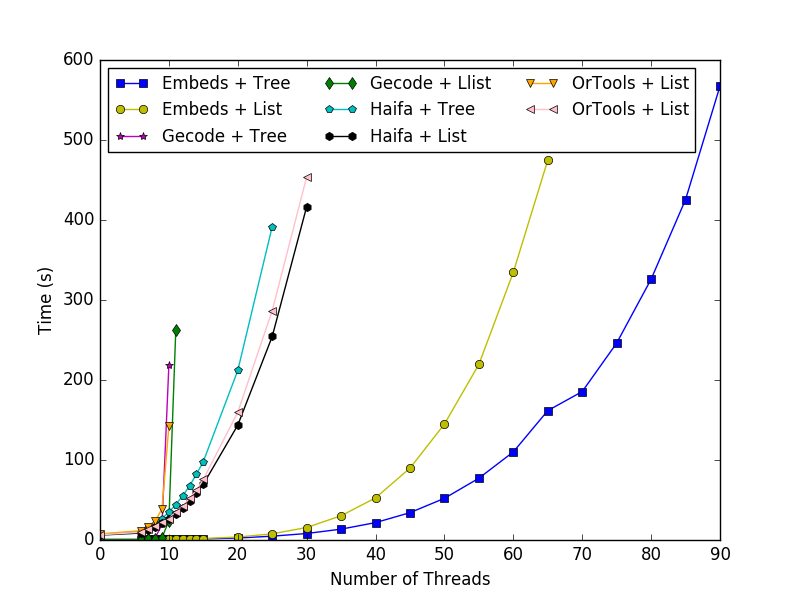 600
500
400
300
200
100
0
Time (s)
Embeds + Tree
Embeds + List
Gecode + Tree
Gecode + Llist
Haifa + Tree
Haifa + List
OrTools + List
OrTools + List
0 10 20 30 40 50 60 70 80 90
Number of Threads